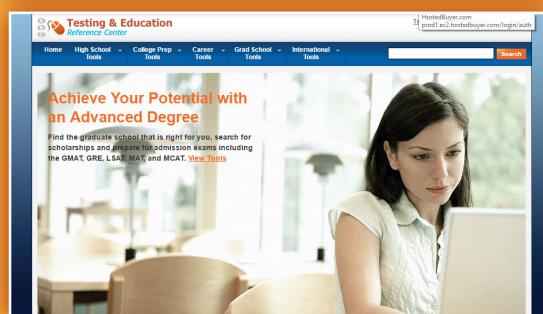 Testing & Education
Reference Center
HostedBuyer.com
prod1.ec2.hostedbuyer.com/login/auth
Home
High School Tools
College Prep Tools
Career Tools
Grad School Tools
International Tools
Search
Achieve Your Potential with
an Advanced Degree
Find the graduate school that is right for you, search for
scholarships and prepare for admission exams including
the GMAT, GRE, LSAT, MAT, and MCAT. View Tools